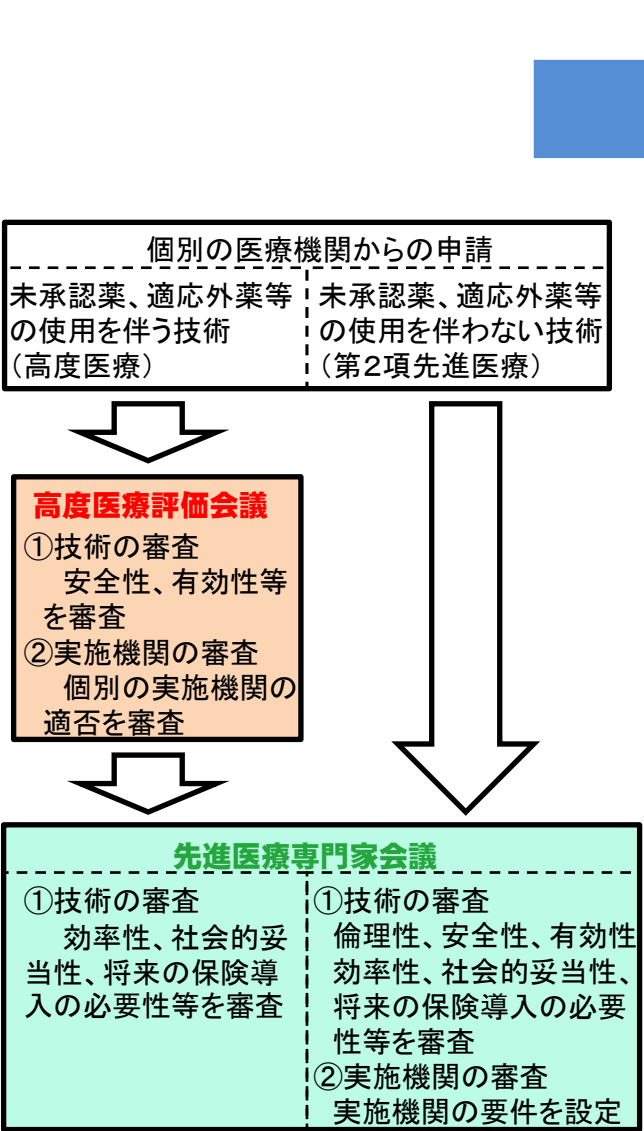 個別の医療機関からの申請
未承認薬、適応外薬等
の使用を伴う技術
（高度医療）
未承認薬、適応外薬等
の使用を伴わない技術
（第２項先進医療）
高度医療評価会議
①技術の審査
安全性、有効性等
を審査
②実施機関の審査
個別の実施機関の
適否を審査
先進医療専門家会議
①技術の審査
効率性、社会的妥
当性、将来の保険導
入の必要性等を審査
①技術の審査
倫理性、安全性、有効性
効率性、社会的妥当性、
将来の保険導入の必要
性等を審査
②実施機関の審査
実施機関の要件を設定